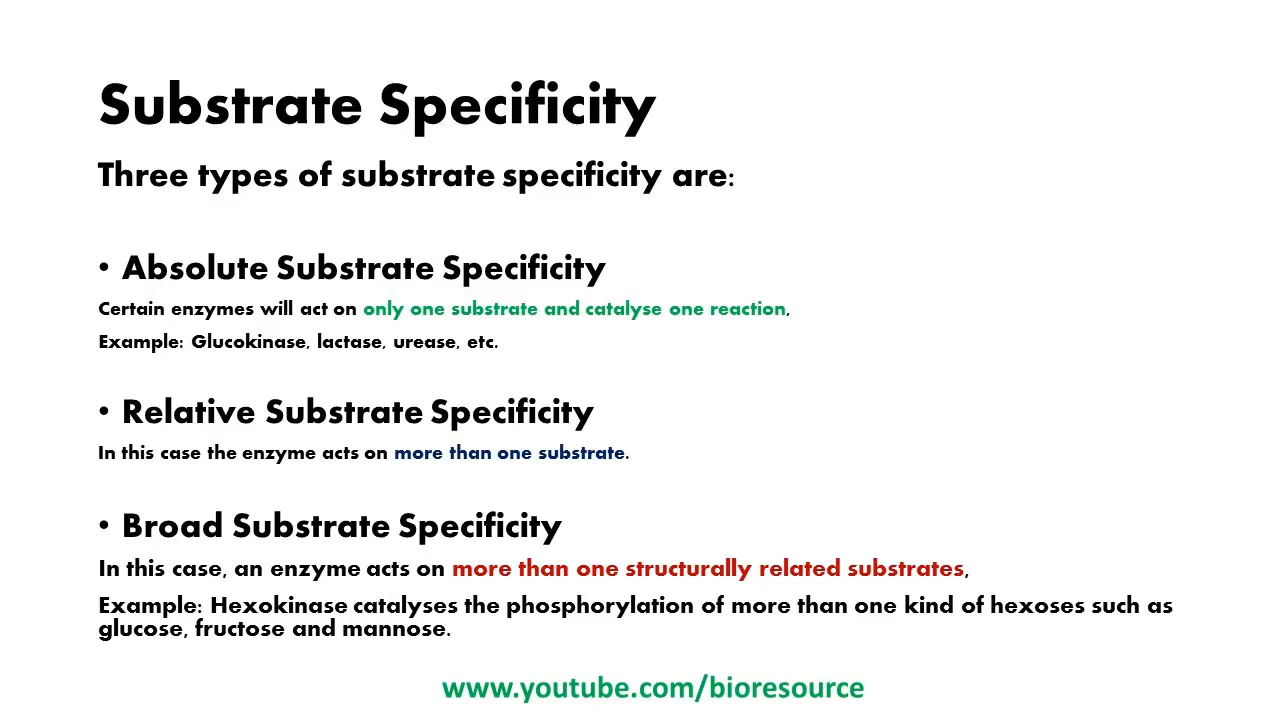 Substrate Specificity
Three types of substrate specificity are:
• Absolute Substrate Specificity
Certain enzymes will act on only one substrate and catalyse one reaction,
Example: Glucokinase, lactase, urease, etc.
• Relative Substrate Specificity
In this case the enzyme acts on more than one substrate.
• Broad Substrate Specificity
In this case, an enzyme acts on more than one structurally related substrates,
Example: Hexokinase catalyses the phosphorylation of more than one kind of hexoses such as
glucose, fructose and mannose.
www.youtube.com/bioresource